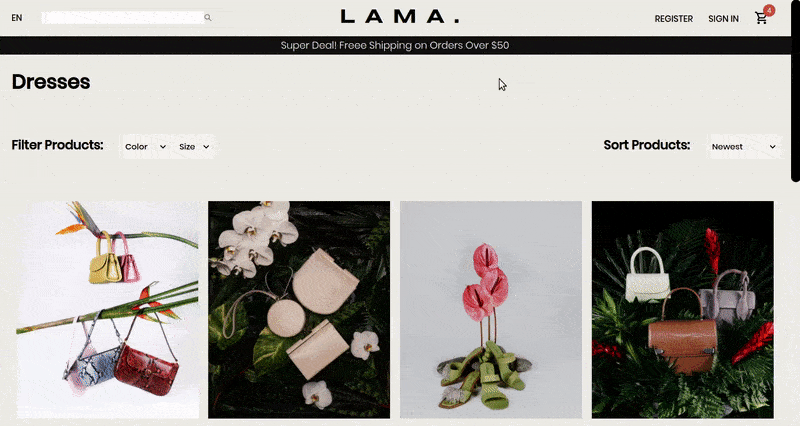 EN
LAMA.
REGISTER
SIGN IN
4
Super Deal! Freee Shipping on Orders Over $50
Dresses
Filter Products:
Color
Size
Sort Products:
Newest